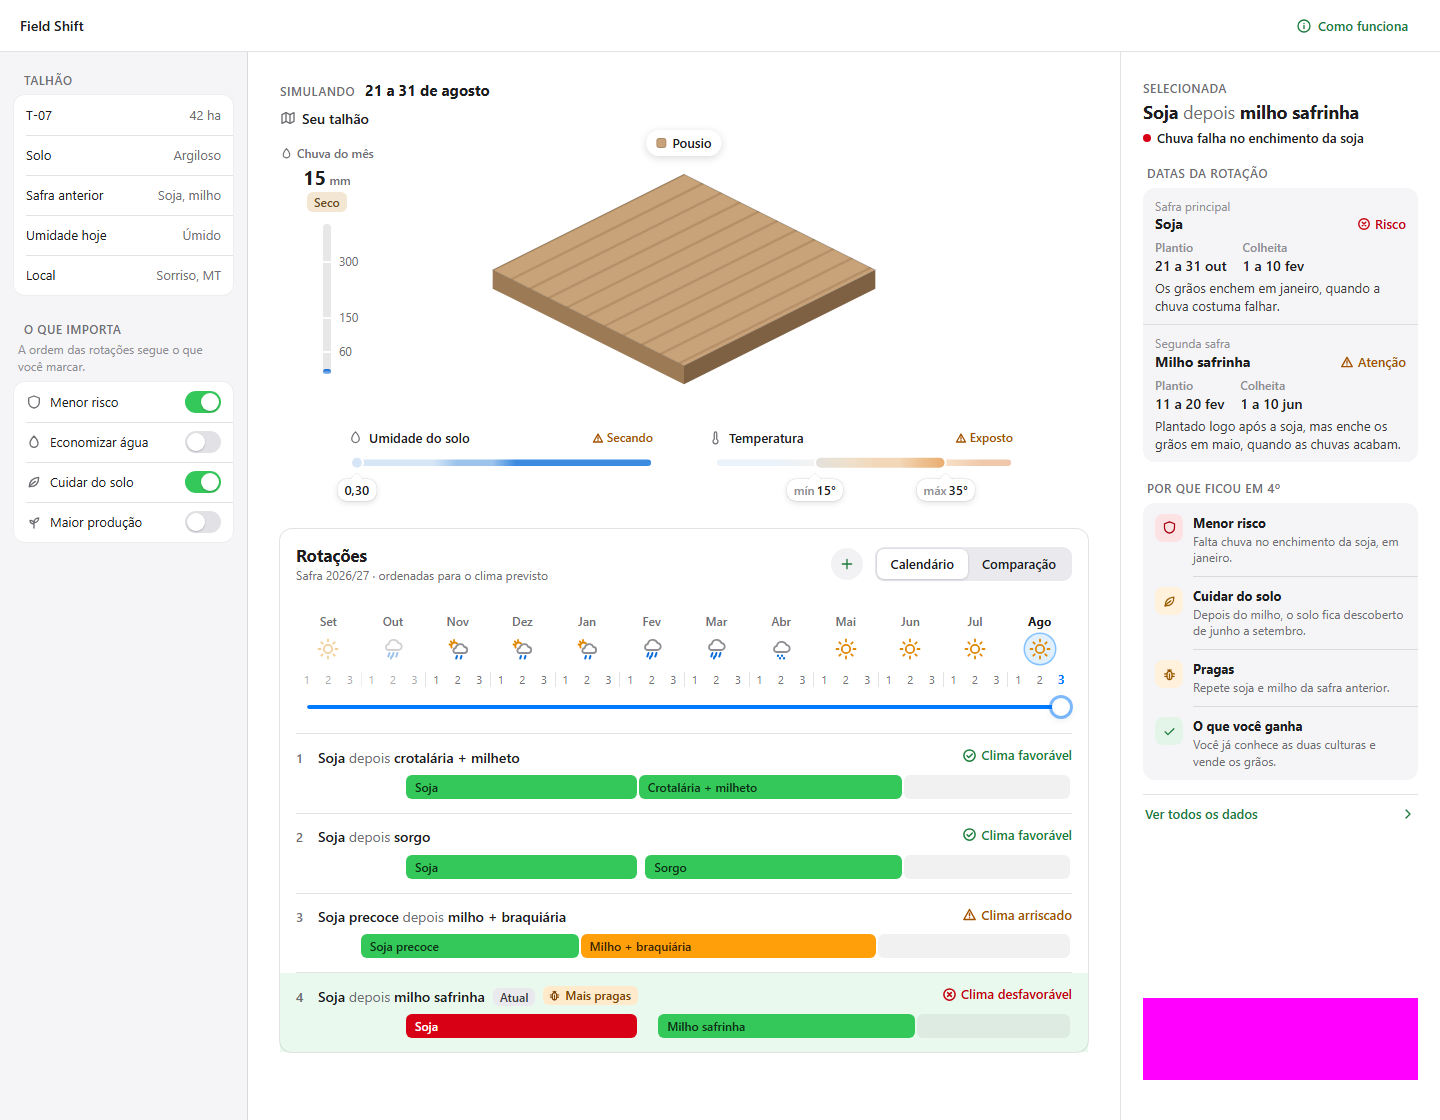 Field Shift
Como funciona
TALHÃO
T-07 42 ha
Solo Argiloso
Safra anterior Soja, milho
Umidade hoje Úmido
Local Sorriso, MT
O QUE IMPORTA
A ordem das rotações segue o que
você marcar.
Menor risco
Economizar água
Cuidar do solo
Maior produção
SIMULANDO 21 a 31 de agosto
Seu talhão
Chuva do mês
15 mm
Seco
300
150
60
Pousio
Umidade do solo Secando
0,30
Temperatura Exposto
mín 15° máx 35°
Rotações
Safra 2026/27 · ordenadas para o clima previsto
+
Calendário Comparação
Set Out Nov Dez Jan Fev Mar Abr Mai Jun Jul Ago
1 2 3 1 2 3 1 2 3 1 2 3 1 2 3 1 2 3 1 2 3 1 2 3 1 2 3 1 2 3 1 2 3 1 2 3
1 Soja depois crotalária + milheto Clima favorável
Soja Crotalária + milheto
2 Soja depois sorgo Clima favorável
Soja Sorgo
3 Soja precoce depois milho + braquiária Clima arriscado
Soja precoce Milho + braquiária
4 Soja depois milho safrinha Atual Mais pragas Clima desfavorável
Soja Milho safrinha
SELECIONADA
Soja depois milho safrinha
Chuva falha no enchimento da soja
DATAS DA ROTAÇÃO
Safra principal
Soja Risco
Plantio Colheita
21 a 31 out 1 a 10 fev
Os grãos enchem em janeiro, quando a
chuva costuma falhar.
Segunda safra
Milho safrinha Atenção
Plantio Colheita
11 a 20 fev 1 a 10 jun
Plantado logo após a soja, mas enche os
grãos em maio, quando as chuvas acabam.
POR QUE FICOU EM 4º
Menor risco
Falta chuva no enchimento da soja, em
janeiro.
Cuidar do solo
Depois do milho, o solo fica descoberto
de junho a setembro.
Pragas
Repete soja e milho da safra anterior.
O que você ganha
Você já conhece as duas culturas e
vende os grãos.
Ver todos os dados